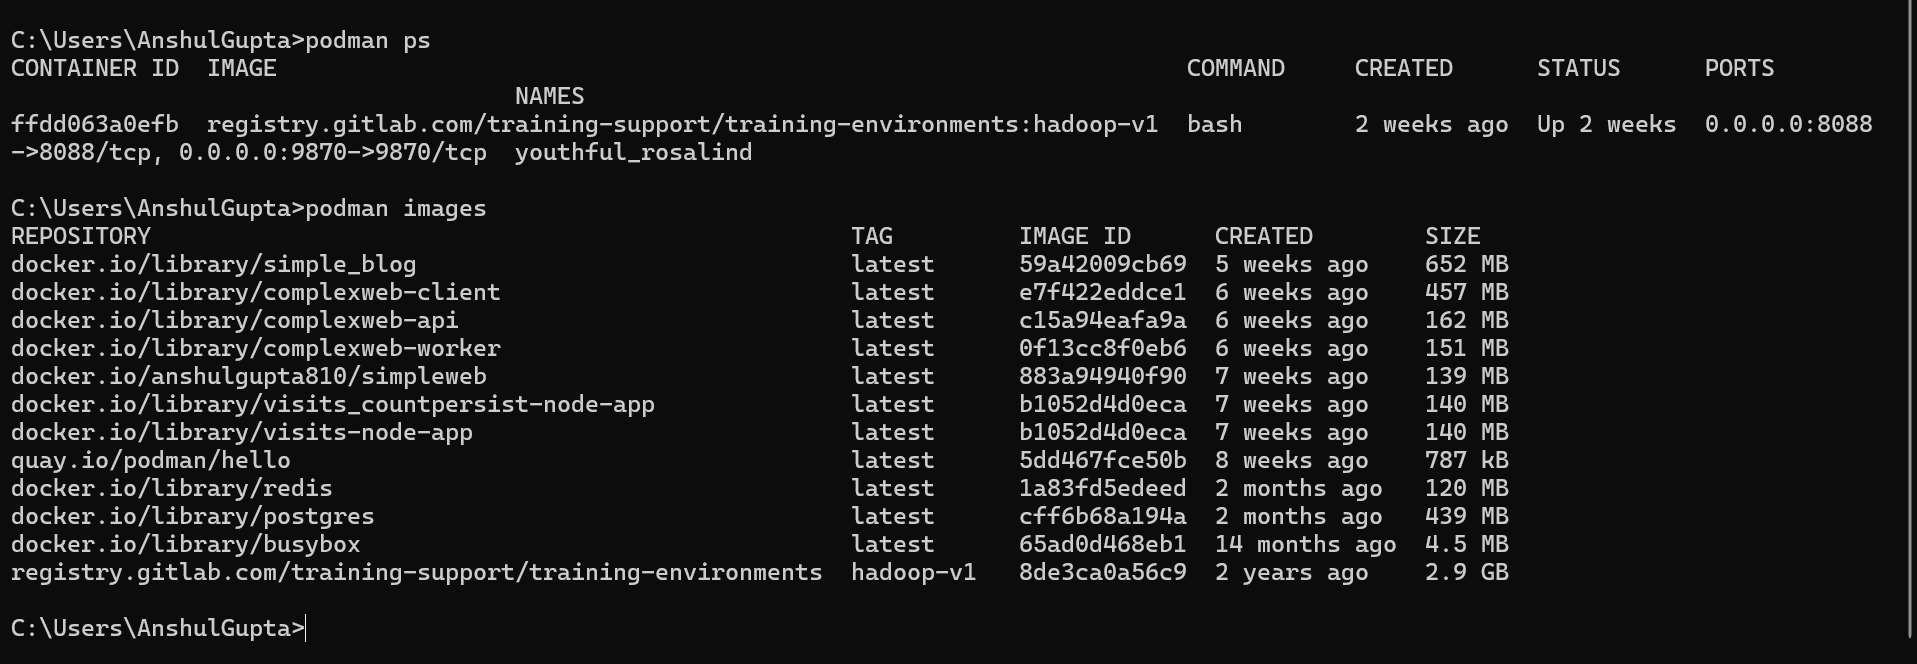 C:\Users\AnshulGupta>podman ps
CONTAINER ID  IMAGE                                                                 COMMAND     CREATED      STATUS      PORTS
                                    NAMES
ffdd063a0efb  registry.gitlab.com/training-support/training-environments:hadoop-v1  bash        2 weeks ago  Up 2 weeks  0.0.0.0:8088
->8088/tcp, 0.0.0.0:9870->9870/tcp  youthful_rosalind
C:\Users\AnshulGupta>podman images
REPOSITORY                                                  TAG         IMAGE ID      CREATED        SIZE
docker.io/library/simple_blog                               latest      59a42009cb69  5 weeks ago    652 MB
docker.io/library/complexweb-client                         latest      e7f422eddce1  6 weeks ago    457 MB
docker.io/library/complexweb-api                            latest      c15a94eafa9a  6 weeks ago    162 MB
docker.io/library/complexweb-worker                         latest      0f13cc8f0eb6  6 weeks ago    151 MB
docker.io/anshulgupta810/simpleweb                          latest      883a94940f90  7 weeks ago    139 MB
docker.io/library/visits_countpersist-node-app              latest      b1052d4d0eca  7 weeks ago    140 MB
docker.io/library/visits-node-app                           latest      b1052d4d0eca  7 weeks ago    140 MB
quay.io/podman/hello                                        latest      5dd467fce50b  8 weeks ago    787 kB
docker.io/library/redis                                     latest      1a83fd5edeed  2 months ago   120 MB
docker.io/library/postgres                                  latest      cff6b68a194a  2 months ago   439 MB
docker.io/library/busybox                                   latest      65ad0d468eb1  14 months ago  4.5 MB
registry.gitlab.com/training-support/training-environments  hadoop-v1   8de3ca0a56c9  2 years ago    2.9 GB
C:\Users\AnshulGupta>